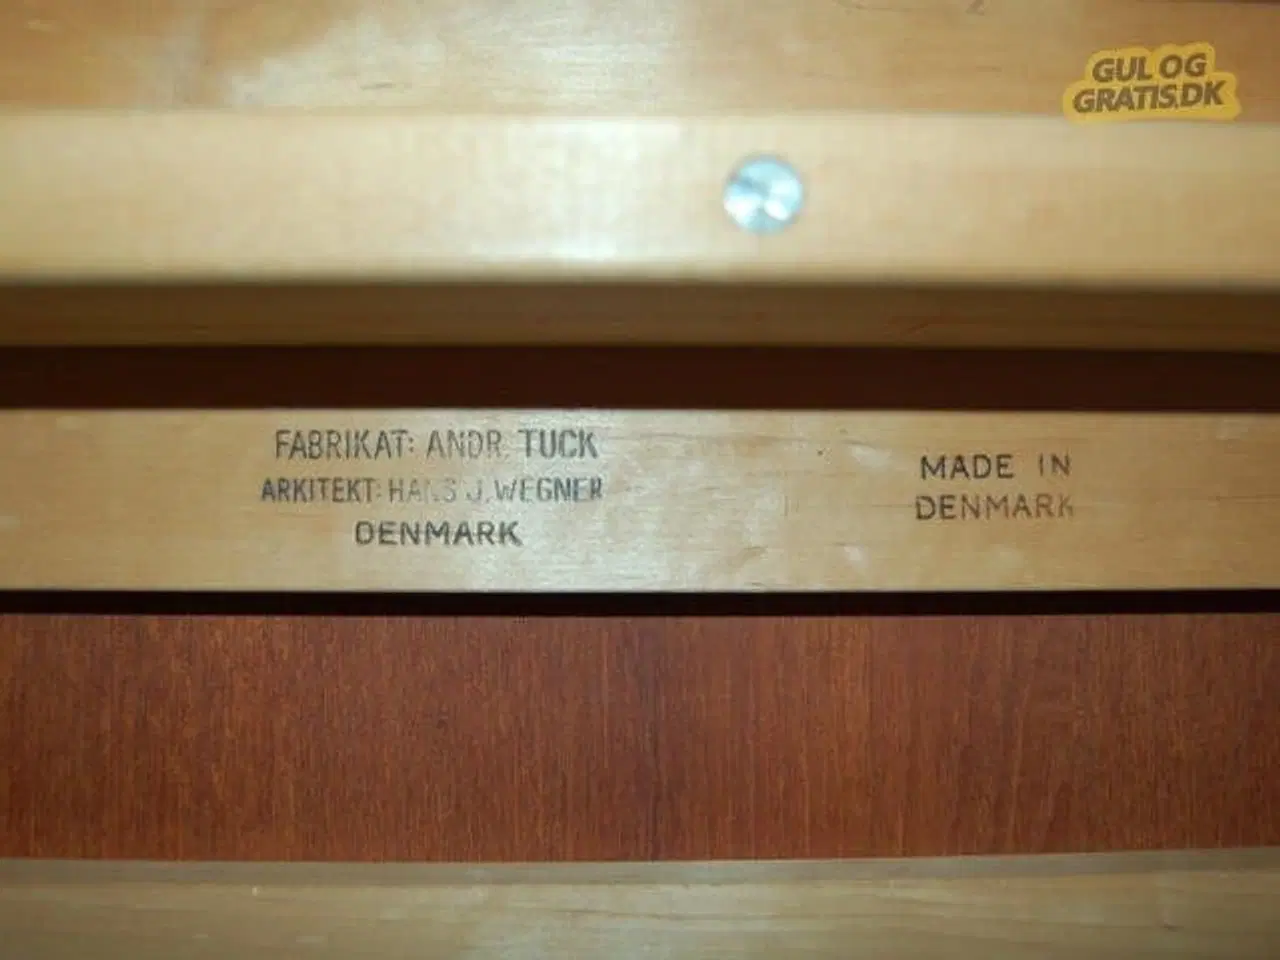 GUL OG
GRATIS.DK
FABRIKAT: ANDR. TUCK
ARKITEKT: HANS J. WEGNER
DENMARK
MADE IN
DENMARK